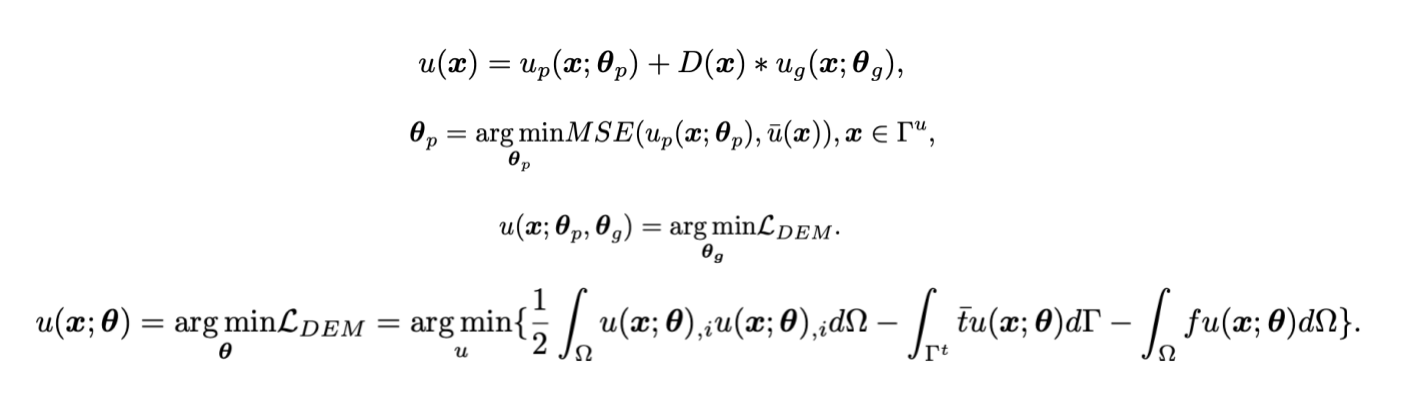 u(𝒙) = u_p(𝒙; 𝜽_p) + D(𝒙) ∗ u_g(𝒙; 𝜽_g),
𝜽_p = arg min_{𝜽_p} MSE(u_p(𝒙; 𝜽_p), ū(𝒙)), 𝒙 ∈ Γ^u,
u(𝒙; 𝜽_p, 𝜽_g) = arg min_{𝜽_g} ℒ_{DEM}.
u(𝒙; 𝜽) = arg min_{𝜽} ℒ_{DEM} = arg min_{u} {1/2 ∫_Ω u(𝒙; 𝜽)_{,i} u(𝒙; 𝜽)_{,i} dΩ − ∫_{Γ^t} t̄u(𝒙; 𝜽)dΓ − ∫_Ω fu(𝒙; 𝜽)dΩ}.